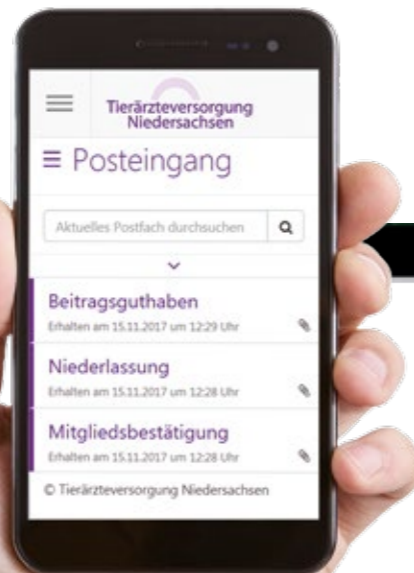 Tierärzteversorgung
Niedersachsen
Posteingang
Aktuelles Postfach durchsuchen
Beitragsguthaben
Erhalten am 15.11.2017 um 12:29 Uhr
Niederlassung
Erhalten am 15.11.2017 um 12:28 Uhr
Mitgliedsbestätigung
Erhalten am 15.11.2017 um 12:28 Uhr
© Tierärzteversorgung Niedersachsen